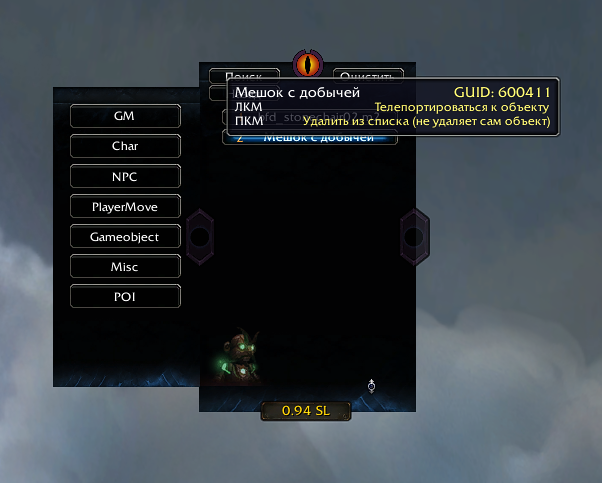 Поиск
Очистить
Мешок с добычей GUID: 600411
ЛКМ Телепортироваться к объекту
ПКМ Удалить из списка (не удаляет сам объект)
2 Мешок с добычей
GM
Char
NPC
PlayerMove
Gameobject
Misc
POI
0.94 SL